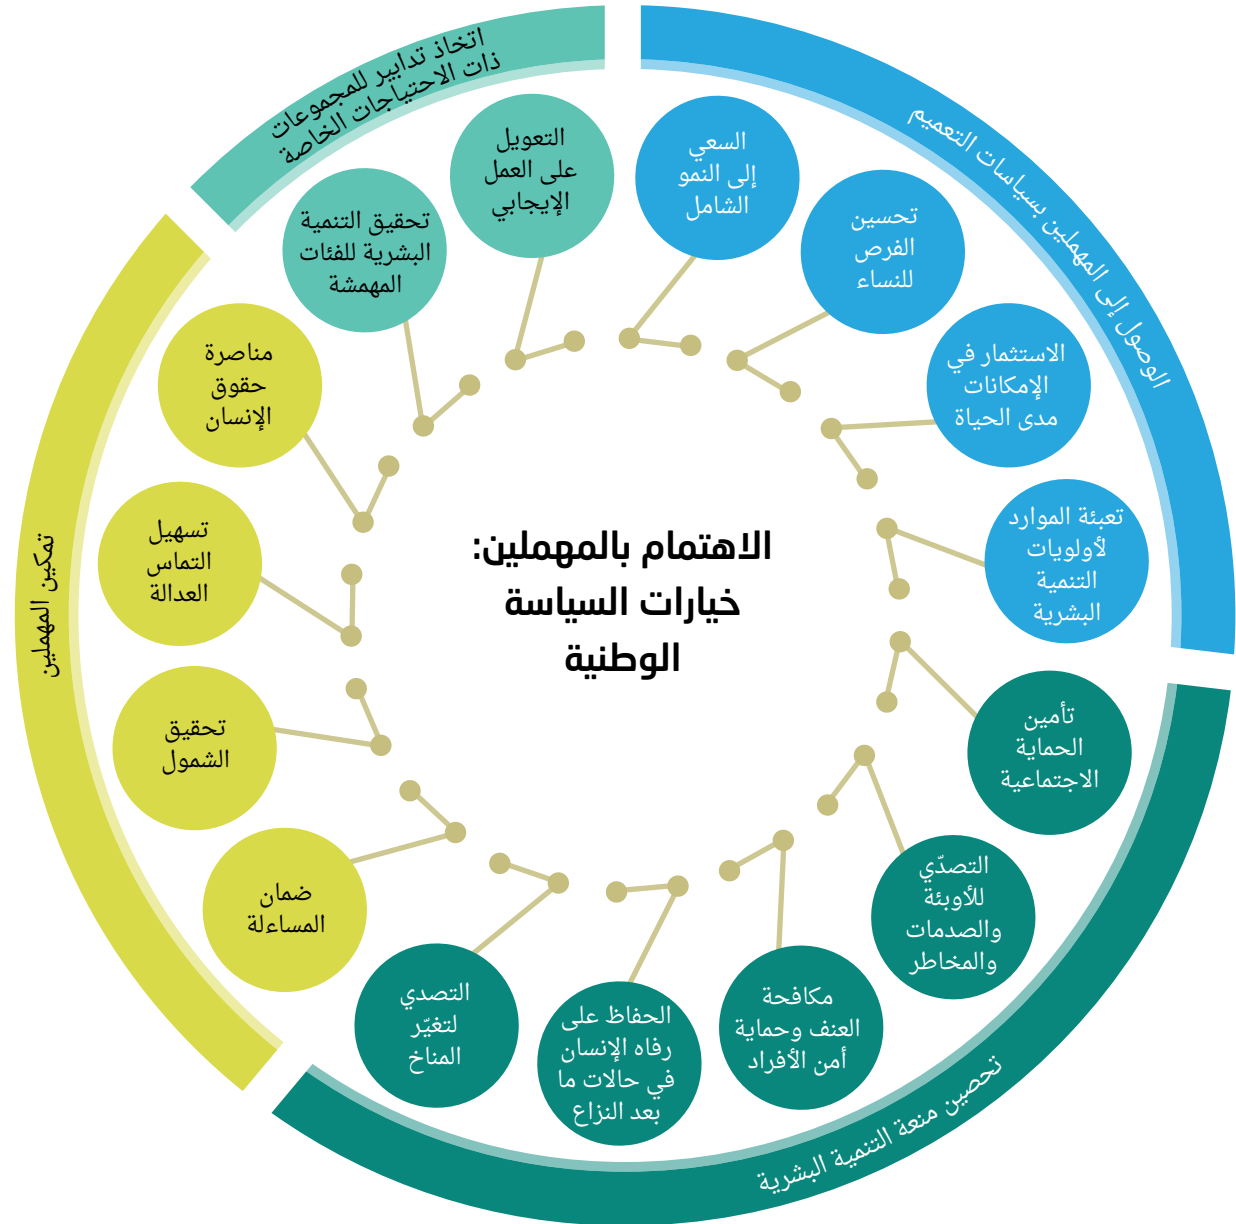 الاهتمام بالمهملين:
خيارات السياسة
الوطنية
الوصول إلى المهملين بسياسات التعميم
السعي
إلى النمو
الشامل
تحسين
الفرص
للنساء
الاستثمار في
الإمكانات
مدى الحياة
تعبئة الموارد
لأولويات
التنمية
البشرية
تحصين منعة التنمية البشرية
تأمين
الحماية
الاجتماعية
التصدّي
للأوبئة
والصدمات
والمخاطر
مكافحة
العنف وحماية
أمن الأفراد
الحفاظ على
رفاه الإنسان
في حالات ما
بعد النزاع
التصدي
لتغيّر
المناخ
تمكين المهملين
ضمان
المساءلة
تحقيق
الشمول
تسهيل
التماس
العدالة
مناصرة
حقوق
الإنسان
اتخاذ تدابير للمجموعات
ذات الاحتياجات الخاصة
تحقيق التنمية
البشرية للفئات
المهمشة
التعويل
على العمل
الإيجابي